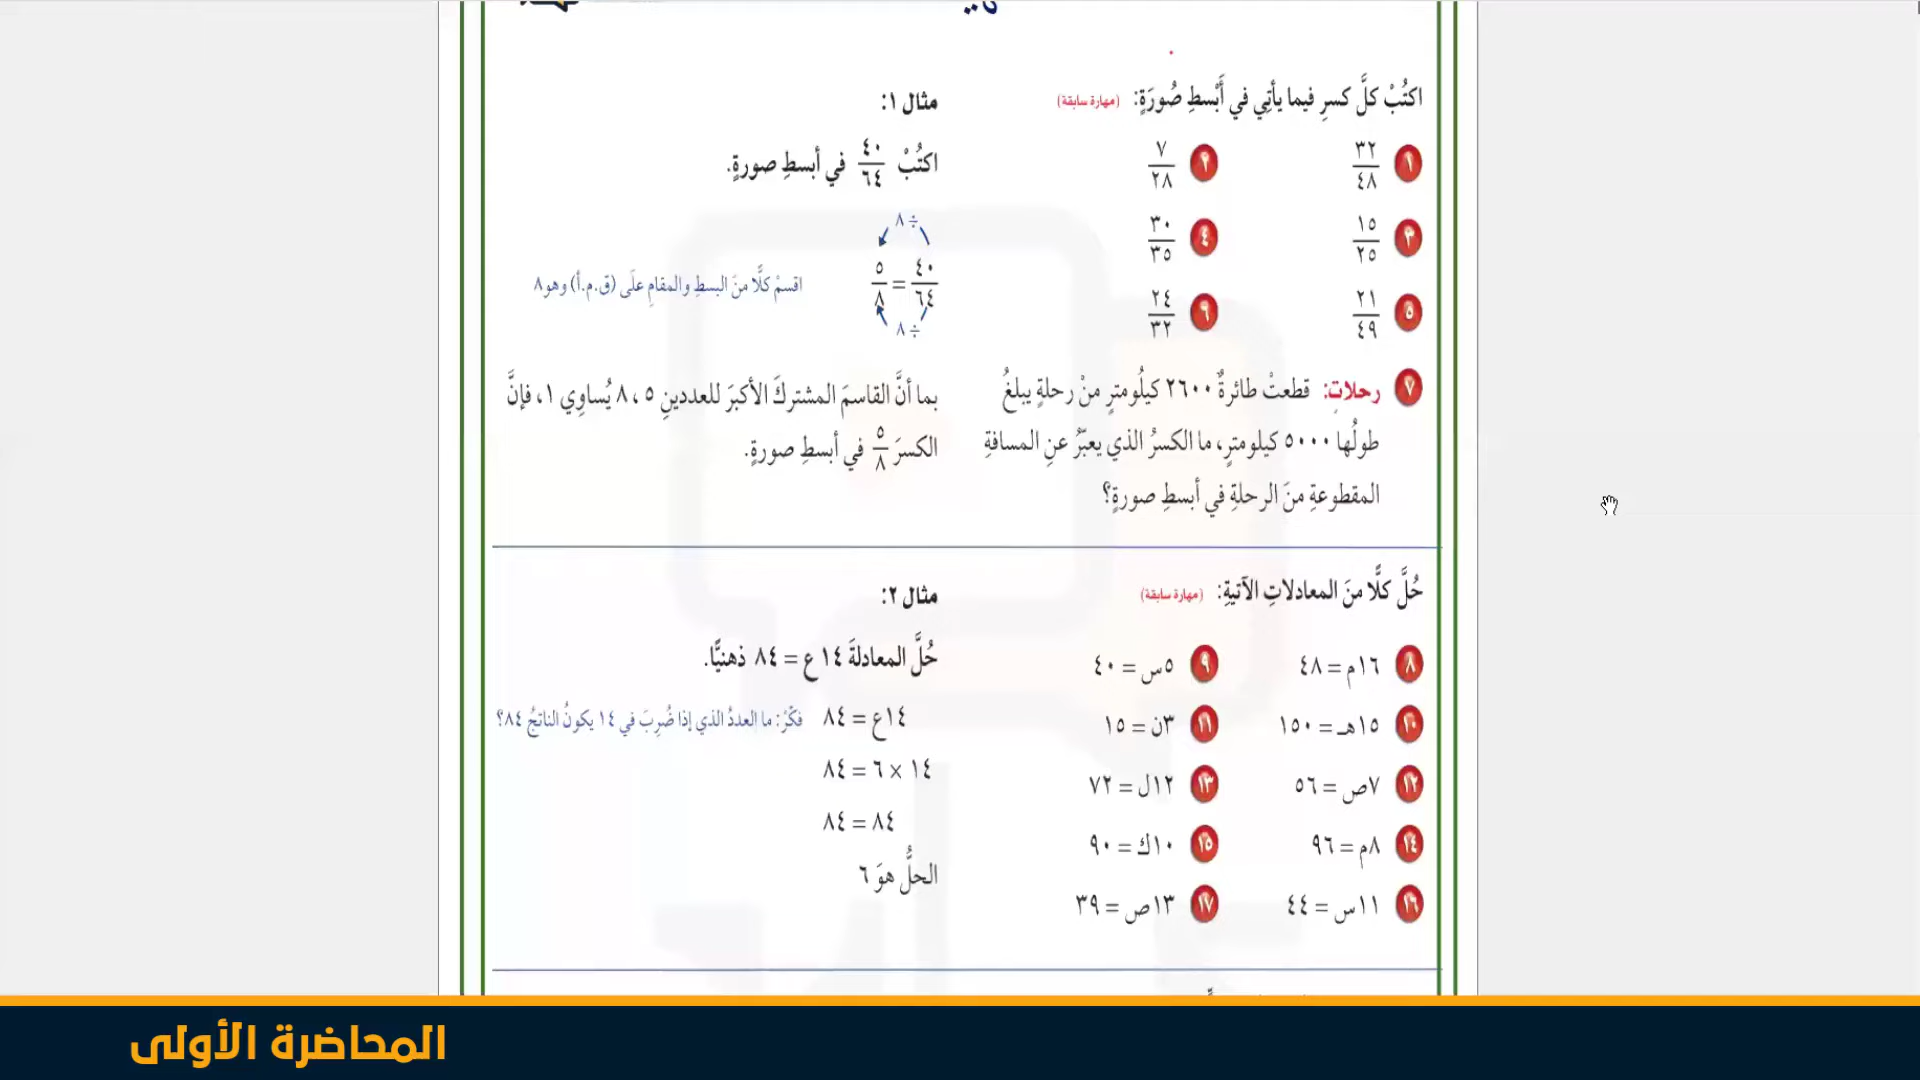 اكتُبْ كلَّ كسرٍ فيما يأتِي في أَبْسطِ صُورَةٍ: (مهارة سابقة)
١ ٣٢/٤٨ ٢ ٧/٢٨
٣ ١٥/٢٥ ٤ ٣٠/٣٥
٥ ٢١/٤٩ ٦ ٢٤/٣٢
٧ رحلاتٍ: قطعتْ طائرةٌ ٢٦٠٠ كيلُومترٍ منْ رحلةٍ يبلغُ
طولُها ٥٠٠٠ كيلومترٍ، ما الكسرُ الذي يعبّرُ عنِ المسافةِ
المقطوعةِ منَ الرحلةِ في أبسطِ صورةٍ؟
مثال ١:
اكتُبْ ٤٠/٦٤ في أبسطِ صورةٍ.
÷ ٨
٤٠/٦٤ = ٥/٨ اقسمْ كلًّا منَ البسطِ والمقامِ علَى (ق.م.أ) وهو ٨
÷ ٨
بما أنَّ القاسمَ المشتركَ الأكبرَ للعددينِ ٥، ٨ يُساوِي ١، فإنَّ
الكسرَ ٥/٨ في أبسطِ صورةٍ.
حُلَّ كلًّا منَ المعادلاتِ الآتيةِ: (مهارة سابقة)
٨ ١٦م = ٤٨ ٩ ٥س = ٤٠
١٠ ١٥هـ = ١٥٠ ١١ ٣ن = ١٥
١٢ ٧ص = ٥٦ ١٣ ١٢ل = ٧٢
١٤ ٨م = ٩٦ ١٥ ١٠ك = ٩٠
١٦ ١١س = ٤٤ ١٧ ١٣ص = ٣٩
مثال ٢:
حُلَّ المعادلةَ ١٤ع = ٨٤ ذهنيًّا.
١٤ع = ٨٤ فكّرْ: ما العددُ الذي إذا ضُرِبَ في ١٤ يكونُ الناتجُ ٨٤؟
١٤ × ٦ = ٨٤
٨٤ = ٨٤
الحلُّ هوَ ٦
المحاضرة الأولى